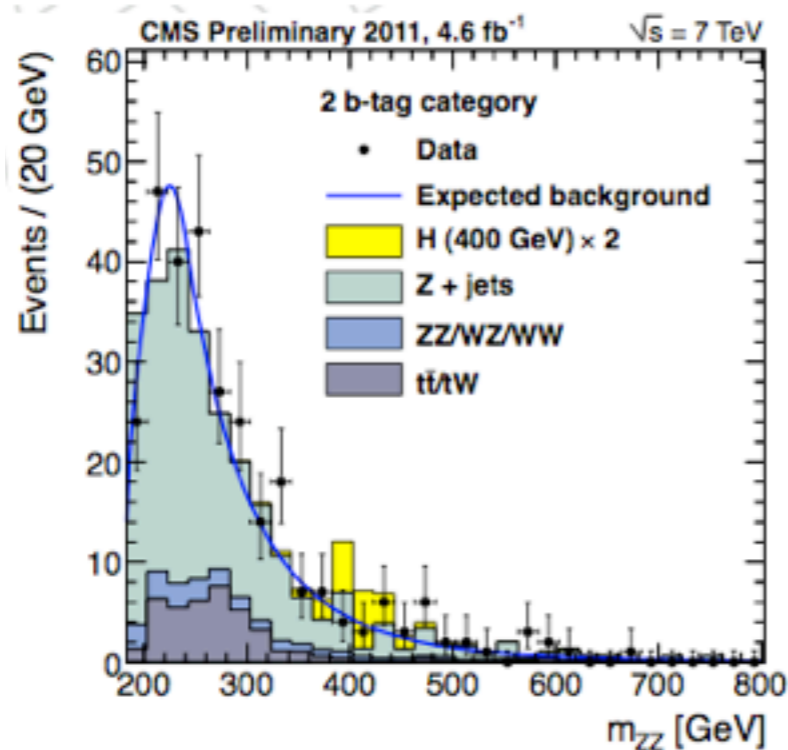 CMS Preliminary 2011, 4.6 fb⁻¹ √s = 7 TeV
Events / (20 GeV)
60
50
40
30
20
10
0
2 b-tag category
Data
Expected background
H (400 GeV) × 2
Z + jets
ZZ/WZ/WW
tt̄/tW
200 300 400 500 600 700 800
m_ZZ [GeV]